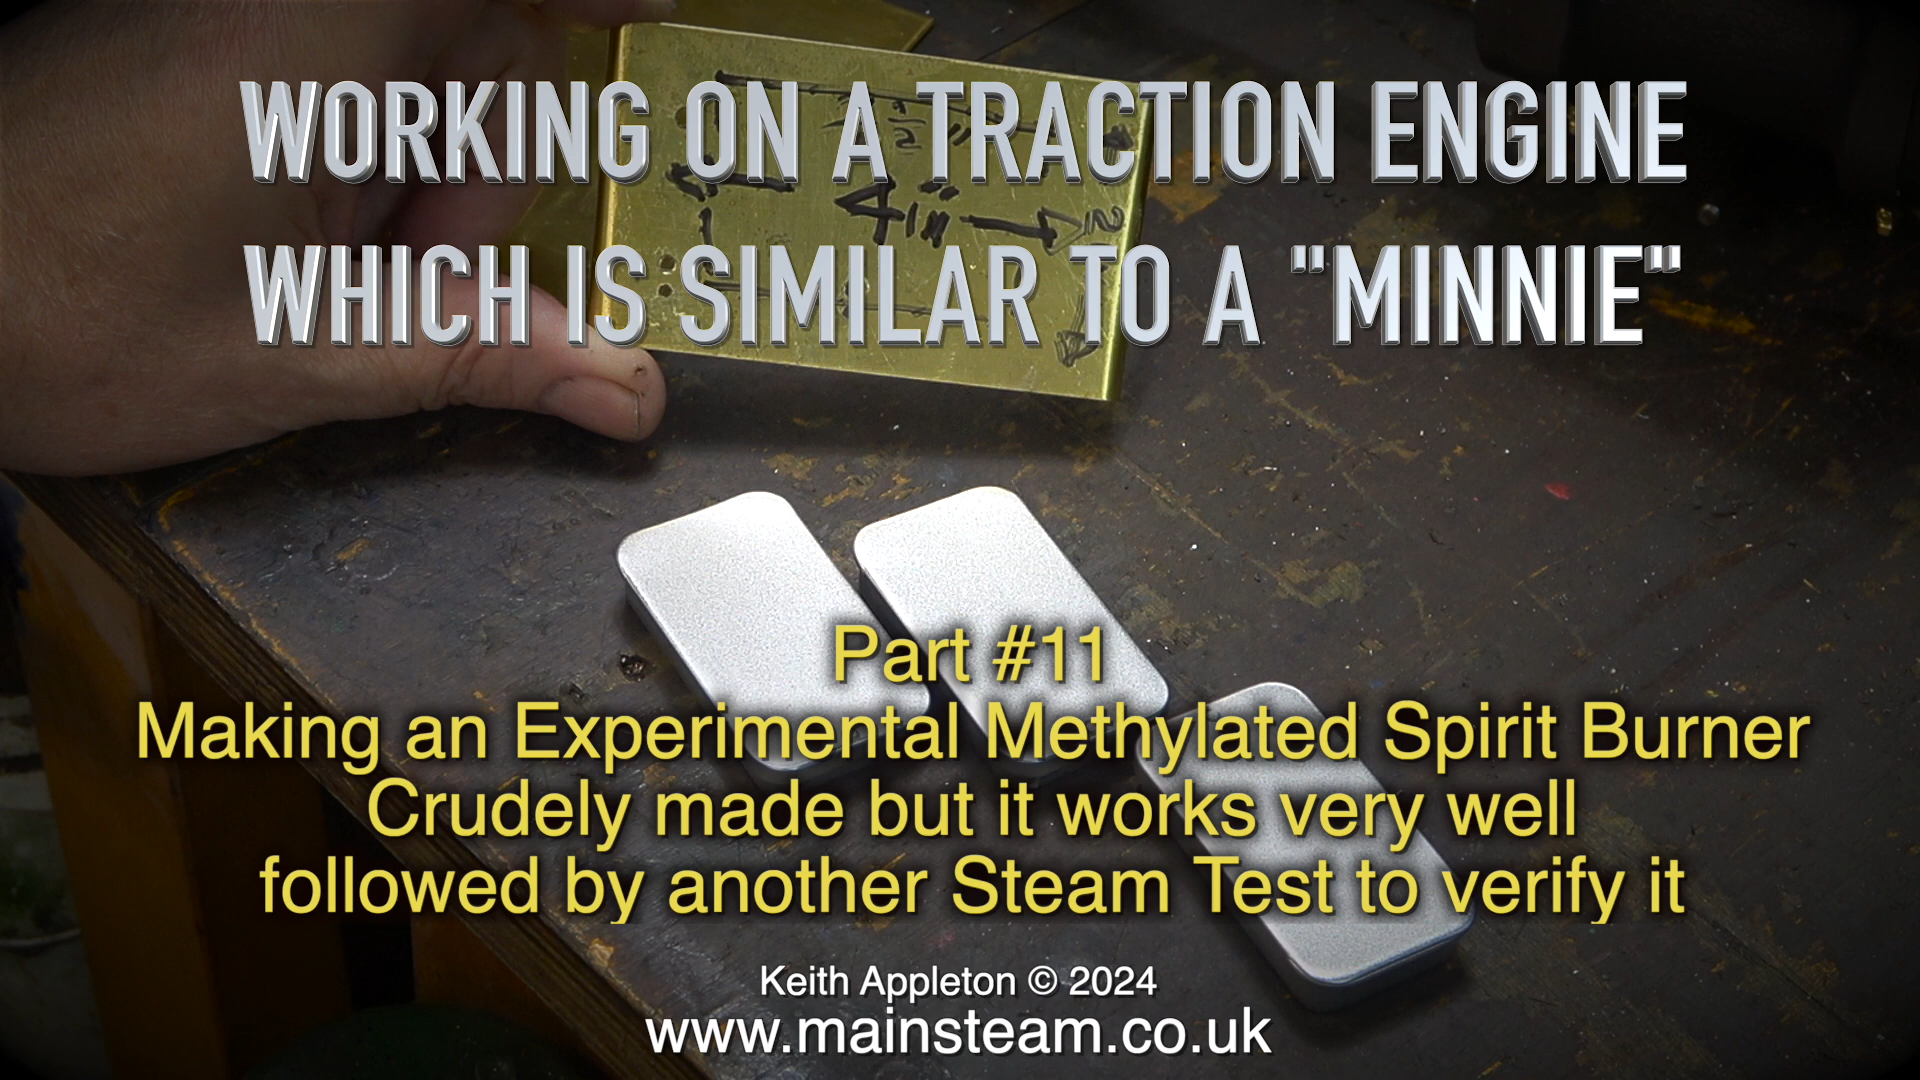 WORKING ON A TRACTION ENGINE
WHICH IS SIMILAR TO A "MINNIE"
4in
Part #11
Making an Experimental Methylated Spirit Burner
Crudely made but it works very well
followed by another Steam Test to verify it
Keith Appleton © 2024
www.mainsteam.co.uk